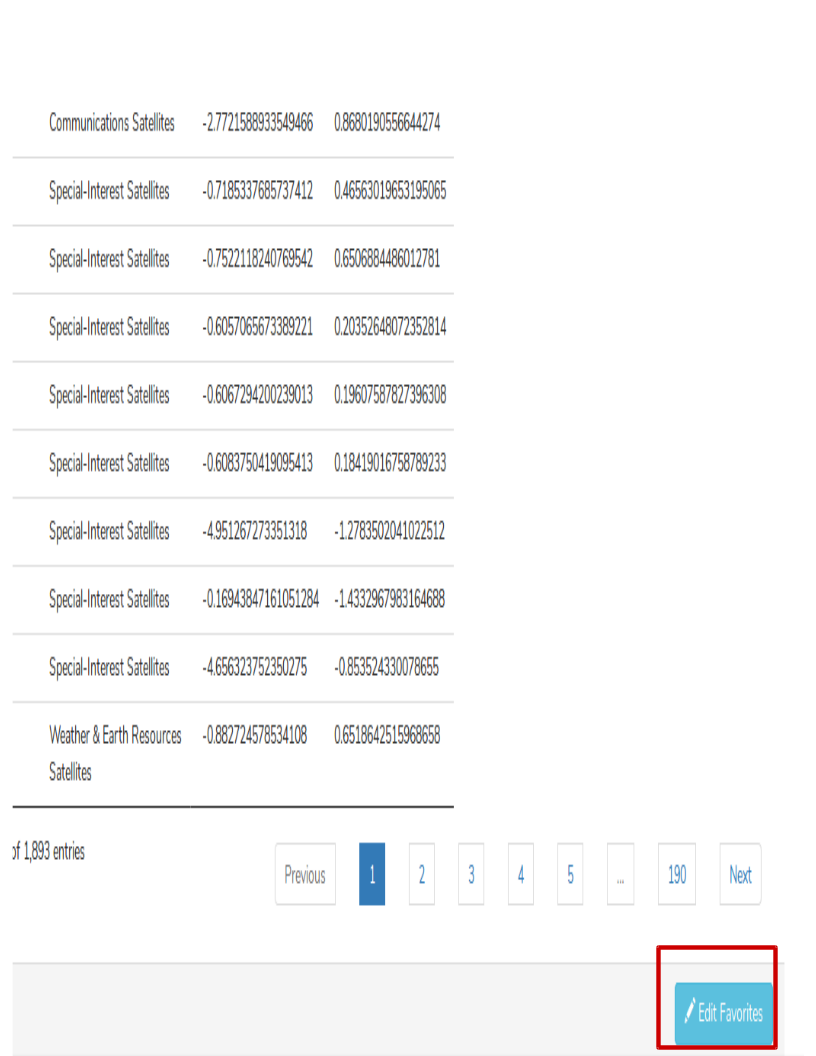 Communications Satellites -2.7721588933549466 0.8680190556644274
Special-Interest Satellites -0.7185337685737412 0.46563019653195065
Special-Interest Satellites -0.7522118240769542 0.6506884486012781
Special-Interest Satellites -0.6057065673389221 0.20352648072352814
Special-Interest Satellites -0.6067294200239013 0.19607587827396308
Special-Interest Satellites -0.6083750419095413 0.18419016758789233
Special-Interest Satellites -4.951267273351318 -1.2783502041022512
Special-Interest Satellites -0.16943847161051284 -1.4332967983164688
Special-Interest Satellites -4.656323752350275 -0.853524330078655
Weather & Earth Resources -0.882724578534108 0.6518642515968658
Satellites
of 1,893 entries
Previous 1 2 3 4 5 ... 190 Next
Edit Favorites